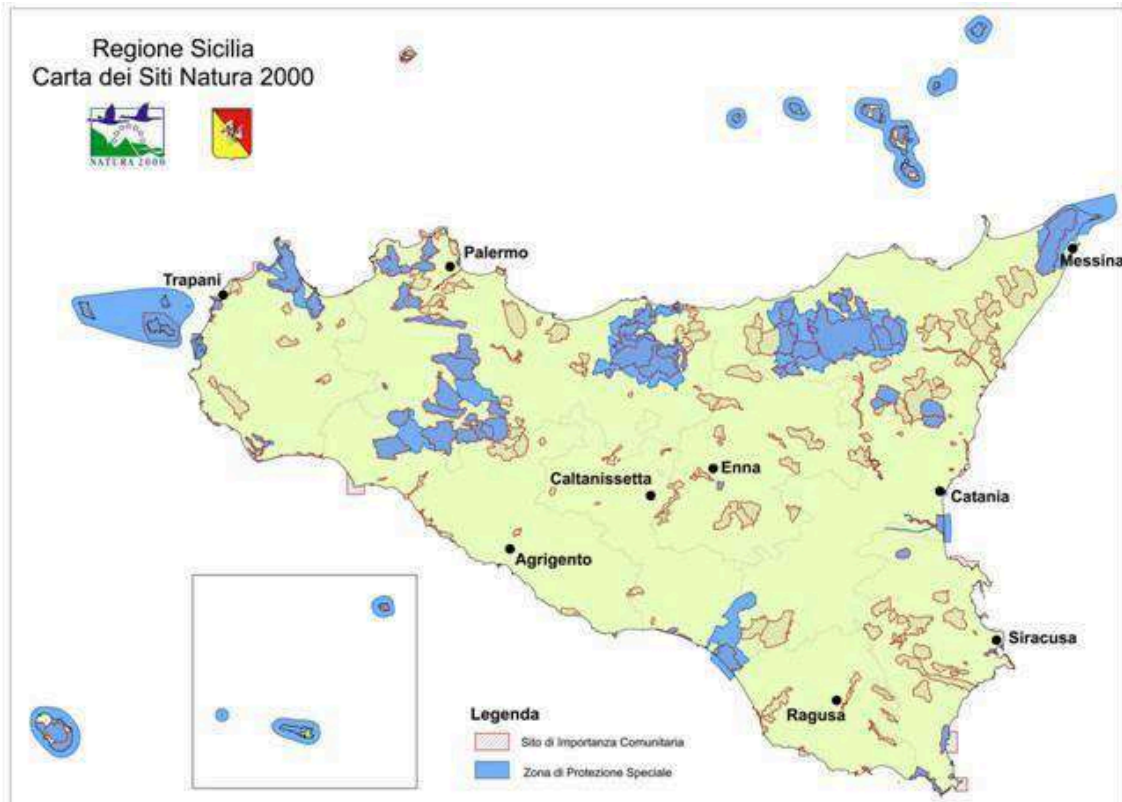 Regione Sicilia
Carta dei Siti Natura 2000
NATURA 2000
Palermo
Trapani
Messina
Enna
Caltanissetta
Catania
Agrigento
Siracusa
Ragusa
Legenda
Sito di Importanza Comunitaria
Zona di Protezione Speciale